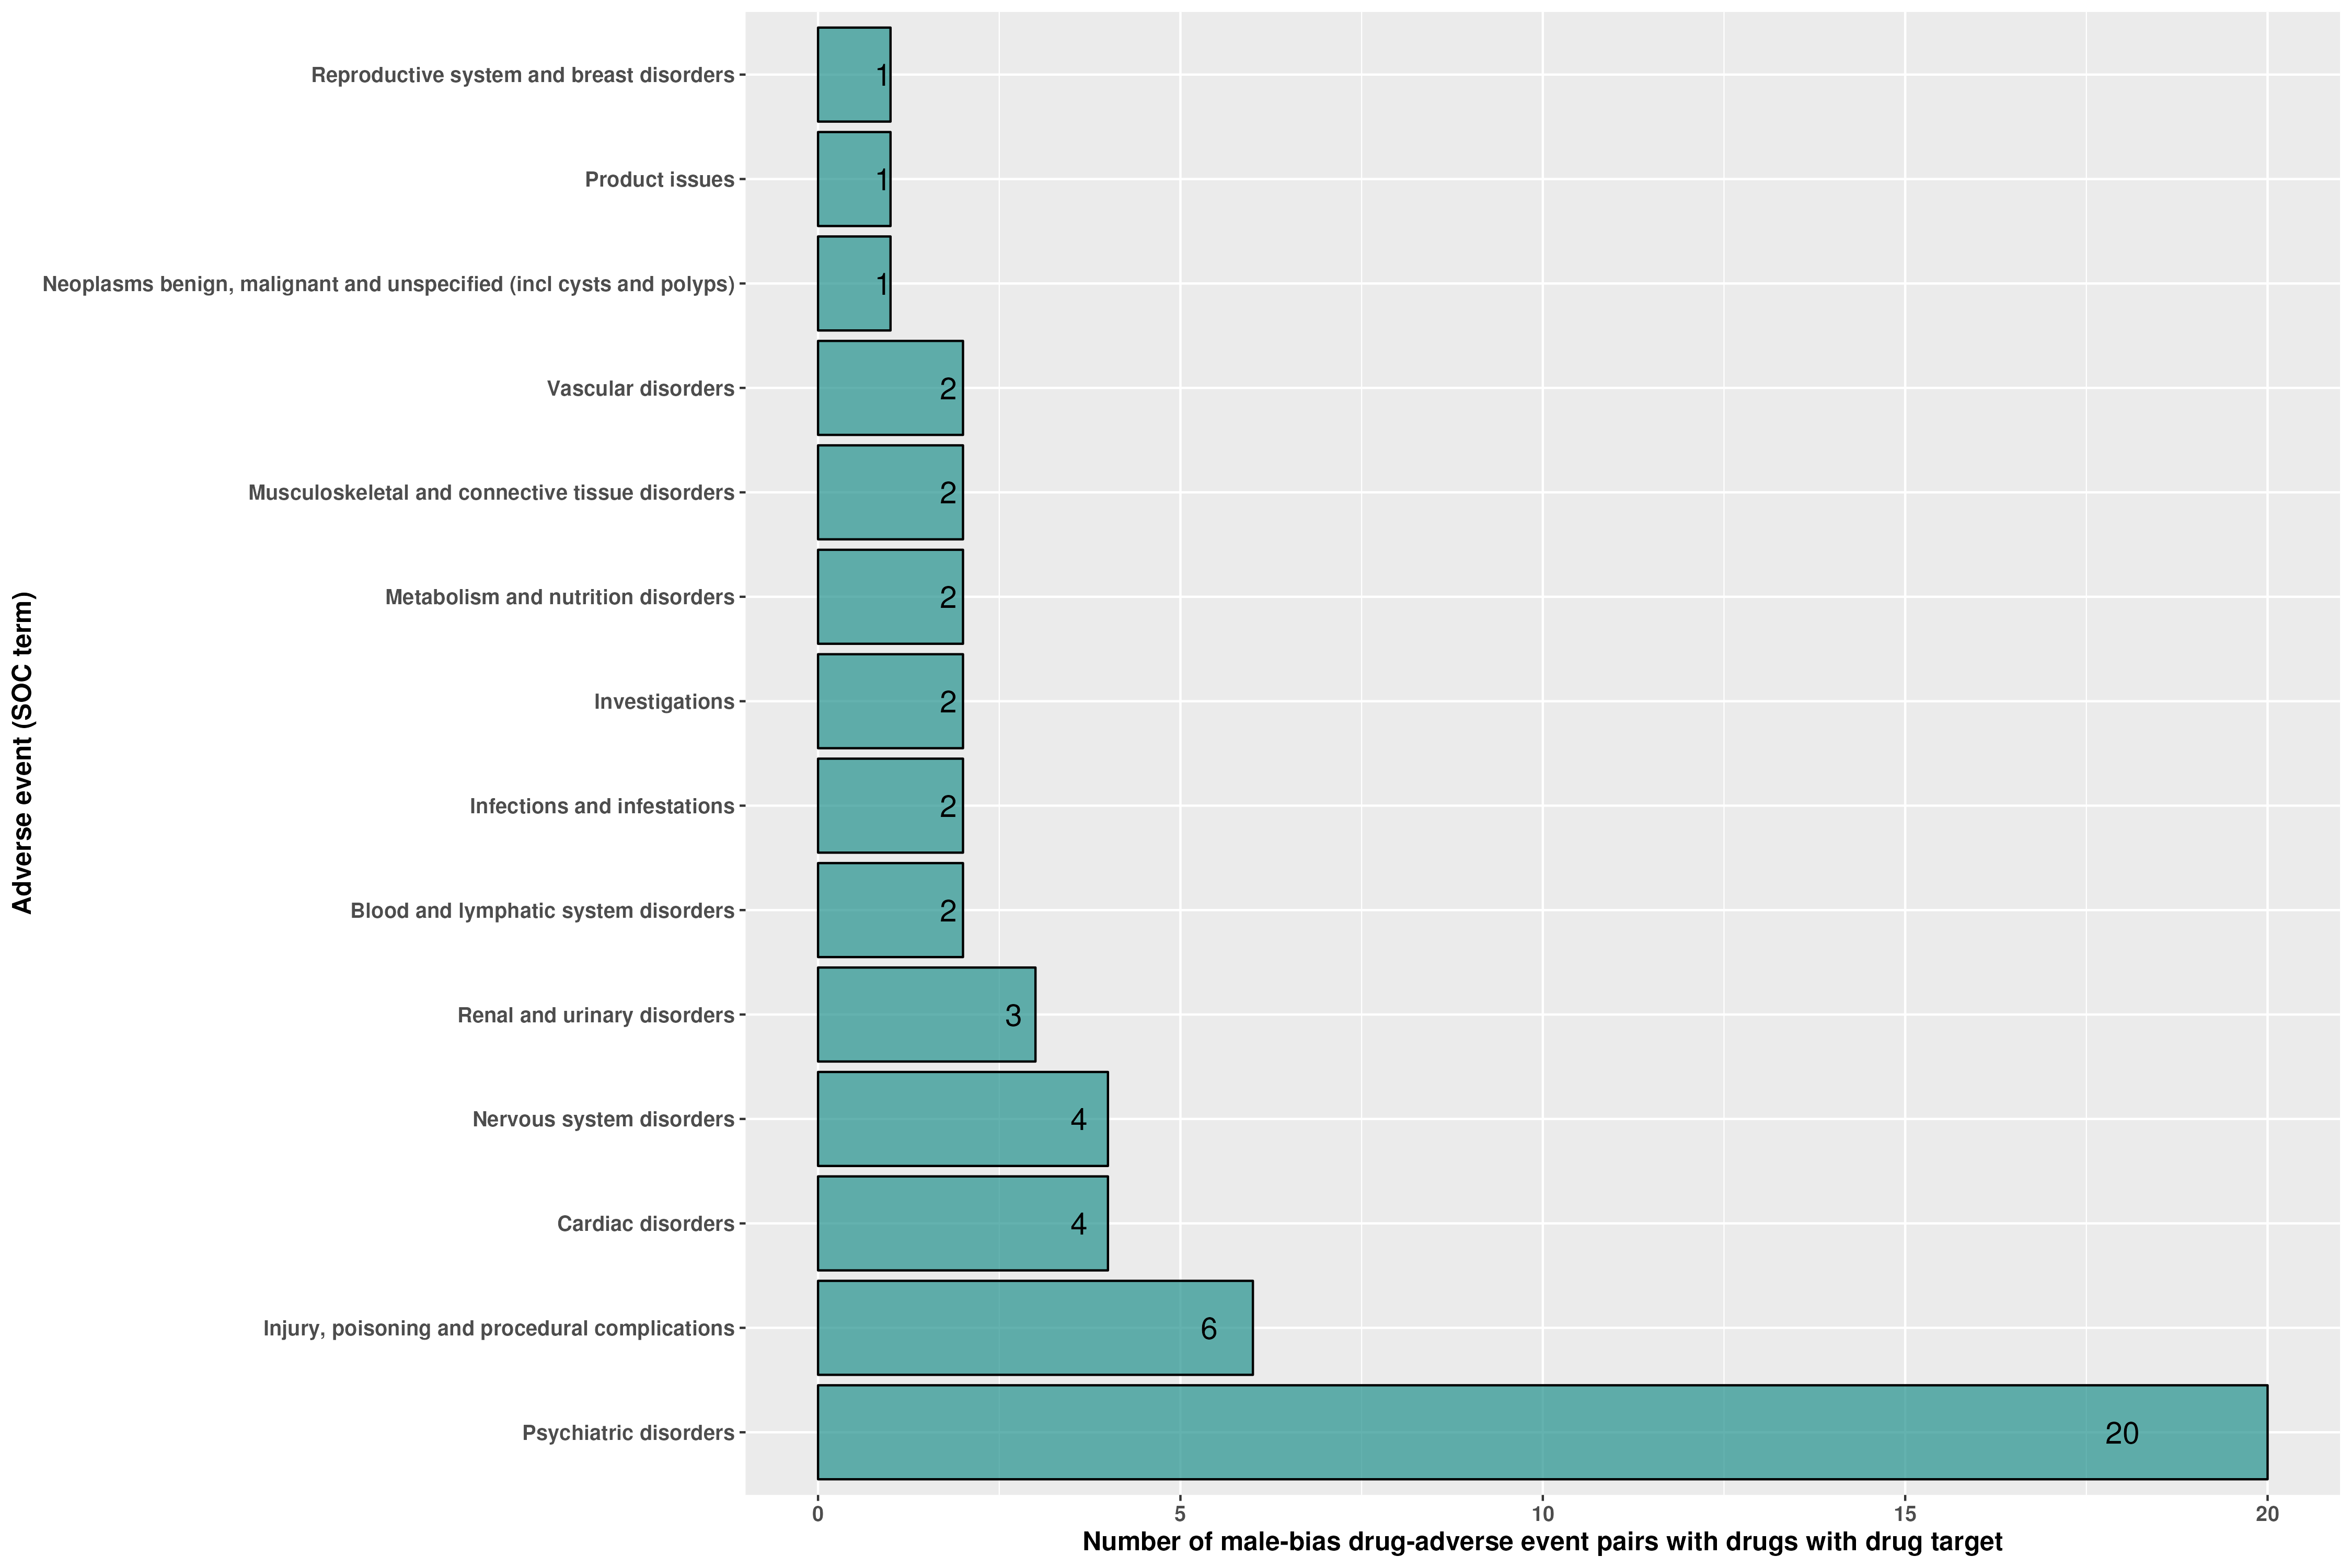 Adverse event (SOC term)
Reproductive system and breast disorders 1
Product issues 1
Neoplasms benign, malignant and unspecified (incl cysts and polyps) 1
Vascular disorders 2
Musculoskeletal and connective tissue disorders 2
Metabolism and nutrition disorders 2
Investigations 2
Infections and infestations 2
Blood and lymphatic system disorders 2
Renal and urinary disorders 3
Nervous system disorders 4
Cardiac disorders 4
Injury, poisoning and procedural complications 6
Psychiatric disorders 20
0 5 10 15 20
Number of male-bias drug-adverse event pairs with drugs with drug target